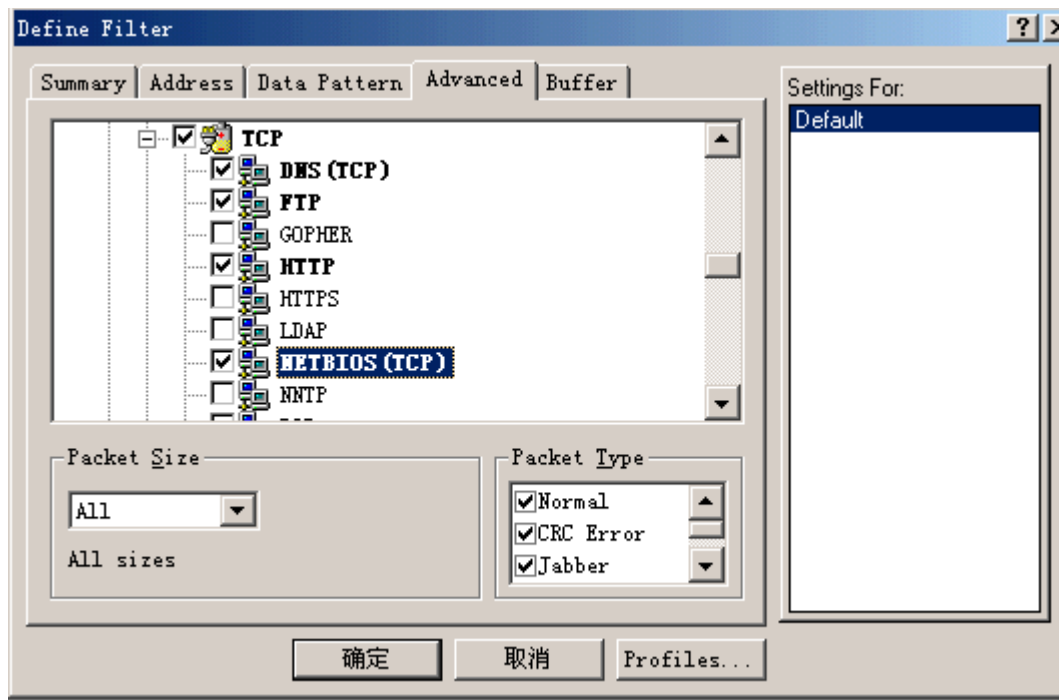 Define Filter
Summary Address Data Pattern Advanced Buffer
Settings For:
Default
TCP
DNS (TCP)
FTP
GOPHER
HTTP
HTTPS
LDAP
NETBIOS (TCP)
NNTP
Packet Size
All
All sizes
Packet Type
Normal
CRC Error
Jabber
确定 取消 Profiles...